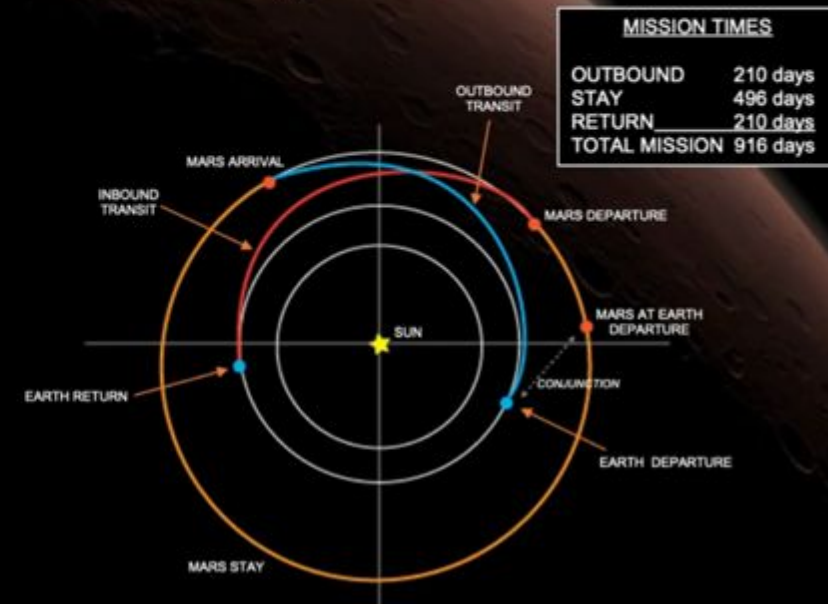 MISSION TIMES
OUTBOUND 210 days
STAY 496 days
RETURN 210 days
TOTAL MISSION 916 days
OUTBOUND
TRANSIT
MARS ARRIVAL
INBOUND
TRANSIT
MARS DEPARTURE
MARS AT EARTH
DEPARTURE
SUN
CONJUNCTION
EARTH RETURN
EARTH DEPARTURE
MARS STAY